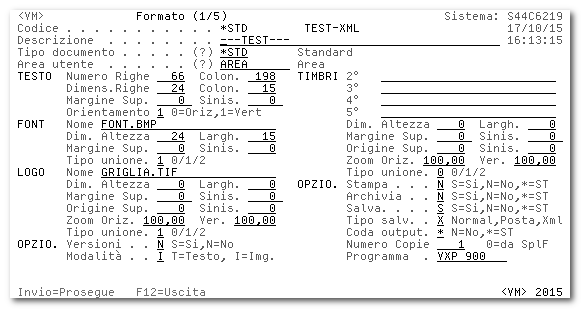 <VM> Formato (1/5) Sistema: S44C6219
Codice . . . . . . . . . . . *STD TEST-XML 17/10/15
Descrizione . . . . . . . . . ---TEST--- 16:13:15
Tipo documento . . . . . . (?) *STD Standard
Area utente . . . . . . . (?) AREA Area
TESTO Numero Righe 66 Colon. 198 TIMBRI 2°
Dimens.Righe 24 Colon. 15 3°
Margine Sup. 0 Sinis. 0 4°
Orientamento 1 0=Oriz,1=Vert 5°
FONT Nome FONT.BMP Dim. Altezza 0 Largh. 0
Dim. Altezza 24 Largh. 15 Margine Sup. 0 Sinis. 0
Margine Sup. 0 Sinis. 0 Origine Sup. 0 Sinis. 0
Tipo unione. 1 0/1/2 Zoom Oriz. 100,00 Ver. 100,00
LOGO Nome GRIGLIA.TIF Tipo unione. 0 0/1/2
Dim. Altezza 0 Largh. 0 OPZIO. Stampa . . . N S=Si,N=No,*=ST
Margine Sup. 0 Sinis. 0 Archivia . . N S=Si,N=No,*=ST
Origine Sup. 0 Sinis. 0 Salva. . . . S S=Si,N=No,*=ST
Zoom Oriz. 100,00 Ver. 100,00 Tipo salv. . X Normal,Posta,Xml
Tipo unione. 1 0/1/2 Coda output. * N=No,*=ST
OPZIO. Versioni . . N S=Si,N=No Numero Copie 1 0=da SplF
Modalità . . I T=Testo, I=Img. Programma . YXP 900
Invio=Prosegue F12=Uscita <VM> 2015